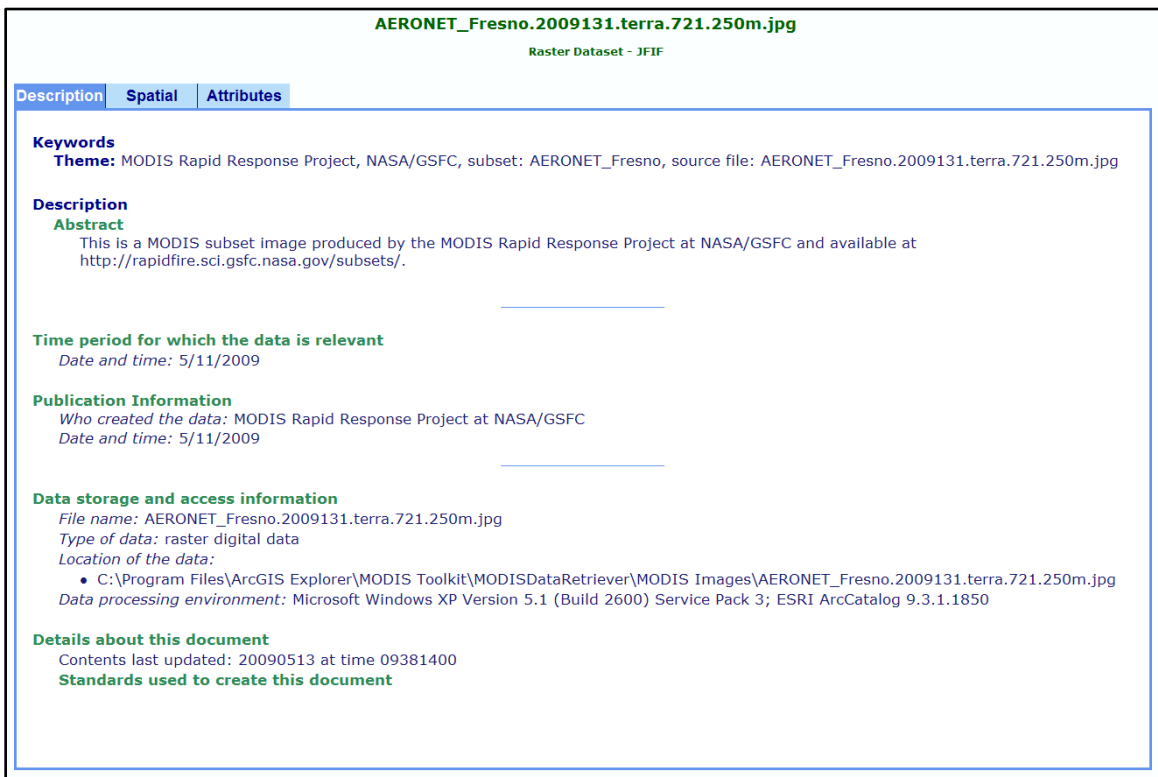 AERONET_Fresno.2009131.terra.721.250m.jpg
Raster Dataset - JFIF
Description Spatial Attributes
Keywords
Theme: MODIS Rapid Response Project, NASA/GSFC, subset: AERONET_Fresno, source file: AERONET_Fresno.2009131.terra.721.250m.jpg
Description
Abstract
This is a MODIS subset image produced by the MODIS Rapid Response Project at NASA/GSFC and available at
http://rapidfire.sci.gsfc.nasa.gov/subsets/.
Time period for which the data is relevant
Date and time: 5/11/2009
Publication Information
Who created the data: MODIS Rapid Response Project at NASA/GSFC
Date and time: 5/11/2009
Data storage and access information
File name: AERONET_Fresno.2009131.terra.721.250m.jpg
Type of data: raster digital data
Location of the data:
• C:\Program Files\ArcGIS Explorer\MODIS Toolkit\MODISDataRetriever\MODIS Images\AERONET_Fresno.2009131.terra.721.250m.jpg
Data processing environment: Microsoft Windows XP Version 5.1 (Build 2600) Service Pack 3; ESRI ArcCatalog 9.3.1.1850
Details about this document
Contents last updated: 20090513 at time 09381400
Standards used to create this document